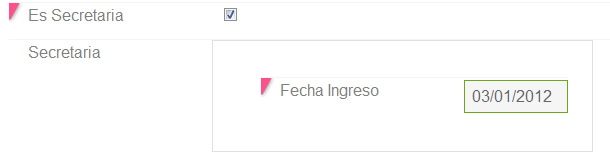 Es Secretaria
Secretaria
Fecha Ingreso 03/01/2012